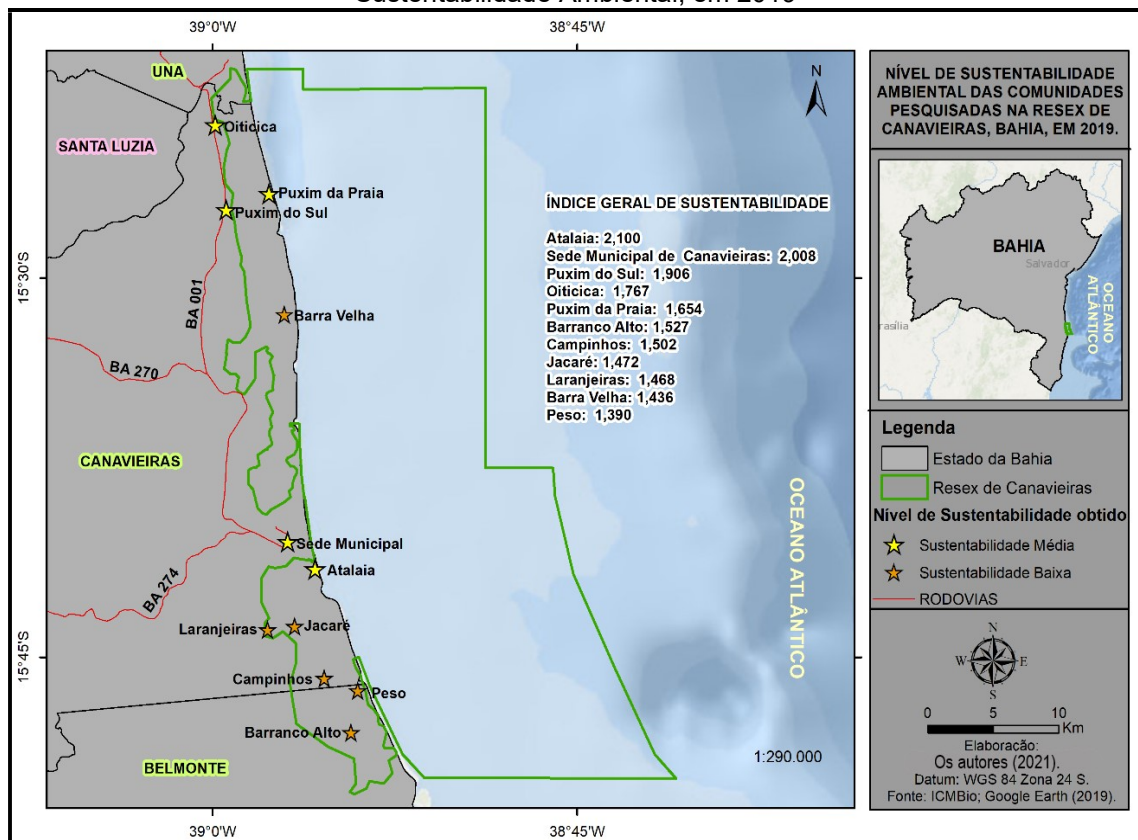 Sustentabilidade Ambiental, em 2019
39°0'W
38°45'W
15°30'S
15°45'S
39°0'W
38°45'W
UNA
N
Oiticica
SANTA LUZIA
Puxim da Praia
Puxim do Sul
BA 001
Barra Velha
BA 270
CANAVIEIRAS
Sede Municipal
Atalaia
BA 274
Laranjeiras
Jacaré
Campinhos
Peso
Barranco Alto
BELMONTE
ÍNDICE GERAL DE SUSTENTABILIDADE
Atalaia: 2,100
Sede Municipal de Canavieiras: 2,008
Puxim do Sul: 1,906
Oiticica: 1,767
Puxim da Praia: 1,654
Barranco Alto: 1,527
Campinhos: 1,502
Jacaré: 1,472
Laranjeiras: 1,468
Barra Velha: 1,436
Peso: 1,390
OCEANO ATLÂNTICO
1:290.000
NÍVEL DE SUSTENTABILIDADE
AMBIENTAL DAS COMUNIDADES
PESQUISADAS NA RESEX DE
CANAVIEIRAS, BAHIA, EM 2019.
BAHIA
Salvador
OCEANO
ATLÂNTICO
Legenda
Estado da Bahia
Resex de Canavieiras
Nível de Sustentabilidade obtido
Sustentabilidade Média
Sustentabilidade Baixa
RODOVIAS
N
W
E
S
0 5 10
Km
Elaboração:
Os autores (2021).
Datum: WGS 84 Zona 24 S.
Fonte: ICMBio; Google Earth (2019).